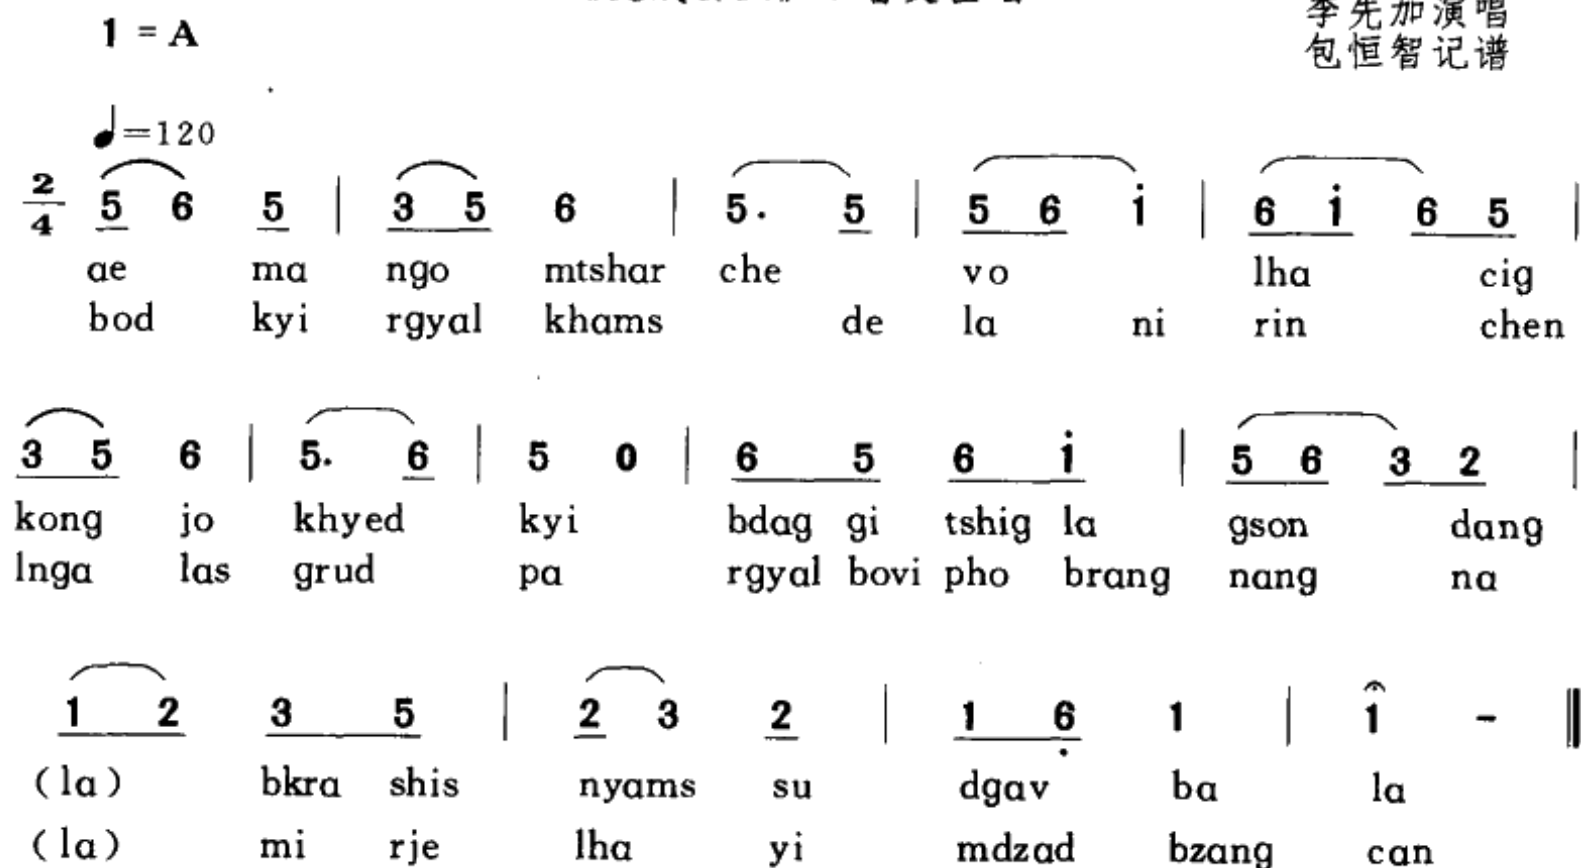 李先加演唱
1 = A
包恒智记谱
♩=120
2/4 5 6 5 | 3 5 6 | 5. 5 | 5 6 i | 6 i 6 5 |
ae ma ngo mtshar che vo lha cig
bod kyi rgyal khams de la ni rin chen
3 5 6 | 5. 6 | 5 0 | 6 5 6 i | 5 6 3 2 |
kong jo khyed kyi bdag gi tshig la gson dang
lnga las grud pa rgyal bovi pho brang nang na
1 2 3 5 | 2 3 2 | 1 6̣ 1 | 1 - ‖
(la) bkra shis nyams su dgav ba la
(la) mi rje lha yi mdzad bzang can